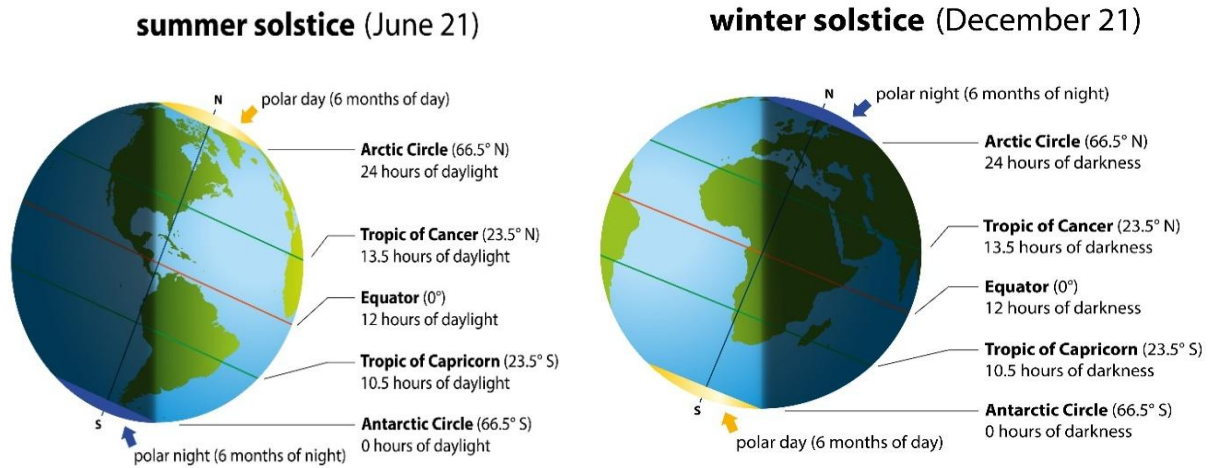 summer solstice (June 21)
N
polar day (6 months of day)
Arctic Circle (66.5° N)
24 hours of daylight
Tropic of Cancer (23.5° N)
13.5 hours of daylight
Equator (0°)
12 hours of daylight
Tropic of Capricorn (23.5° S)
10.5 hours of daylight
Antarctic Circle (66.5° S)
0 hours of daylight
S
polar night (6 months of night)
winter solstice (December 21)
N
polar night (6 months of night)
Arctic Circle (66.5° N)
24 hours of darkness
Tropic of Cancer (23.5° N)
13.5 hours of darkness
Equator (0°)
12 hours of darkness
Tropic of Capricorn (23.5° S)
10.5 hours of darkness
Antarctic Circle (66.5° S)
0 hours of darkness
S
polar day (6 months of day)